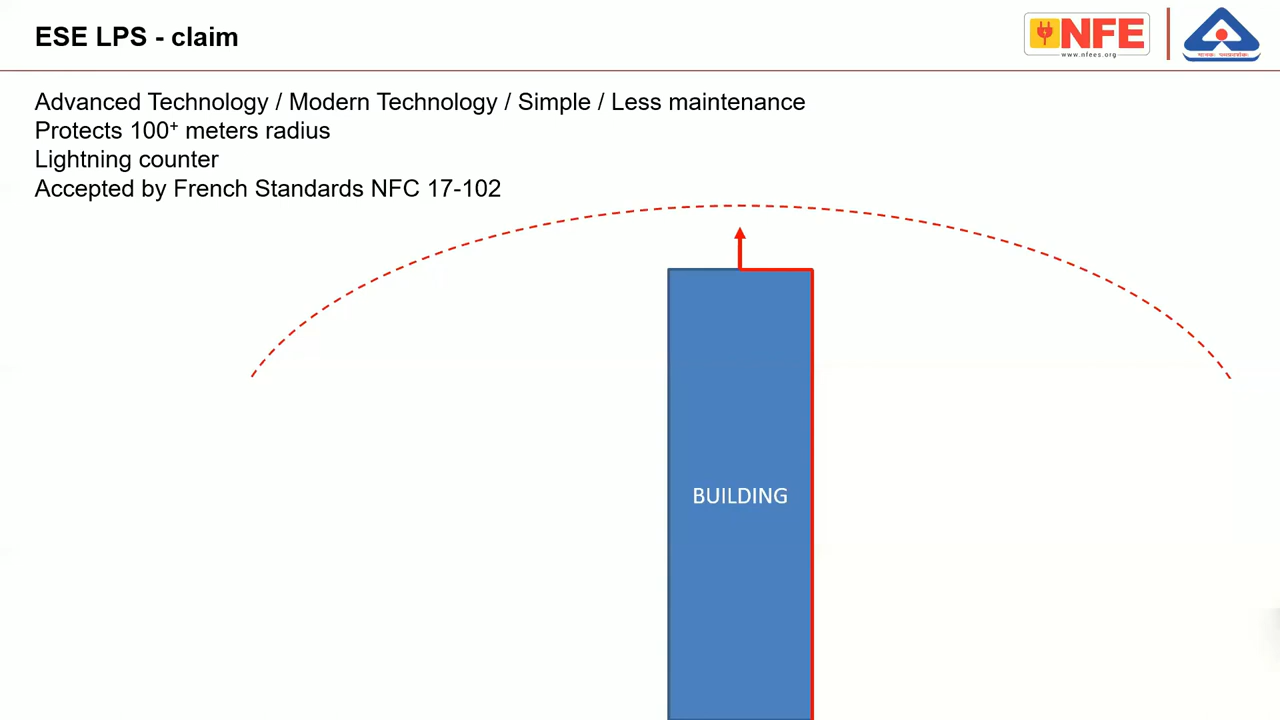 ESE LPS - claim
NFE
www.nfees.org
Advanced Technology / Modern Technology / Simple / Less maintenance
Protects 100⁺ meters radius
Lightning counter
Accepted by French Standards NFC 17-102
BUILDING